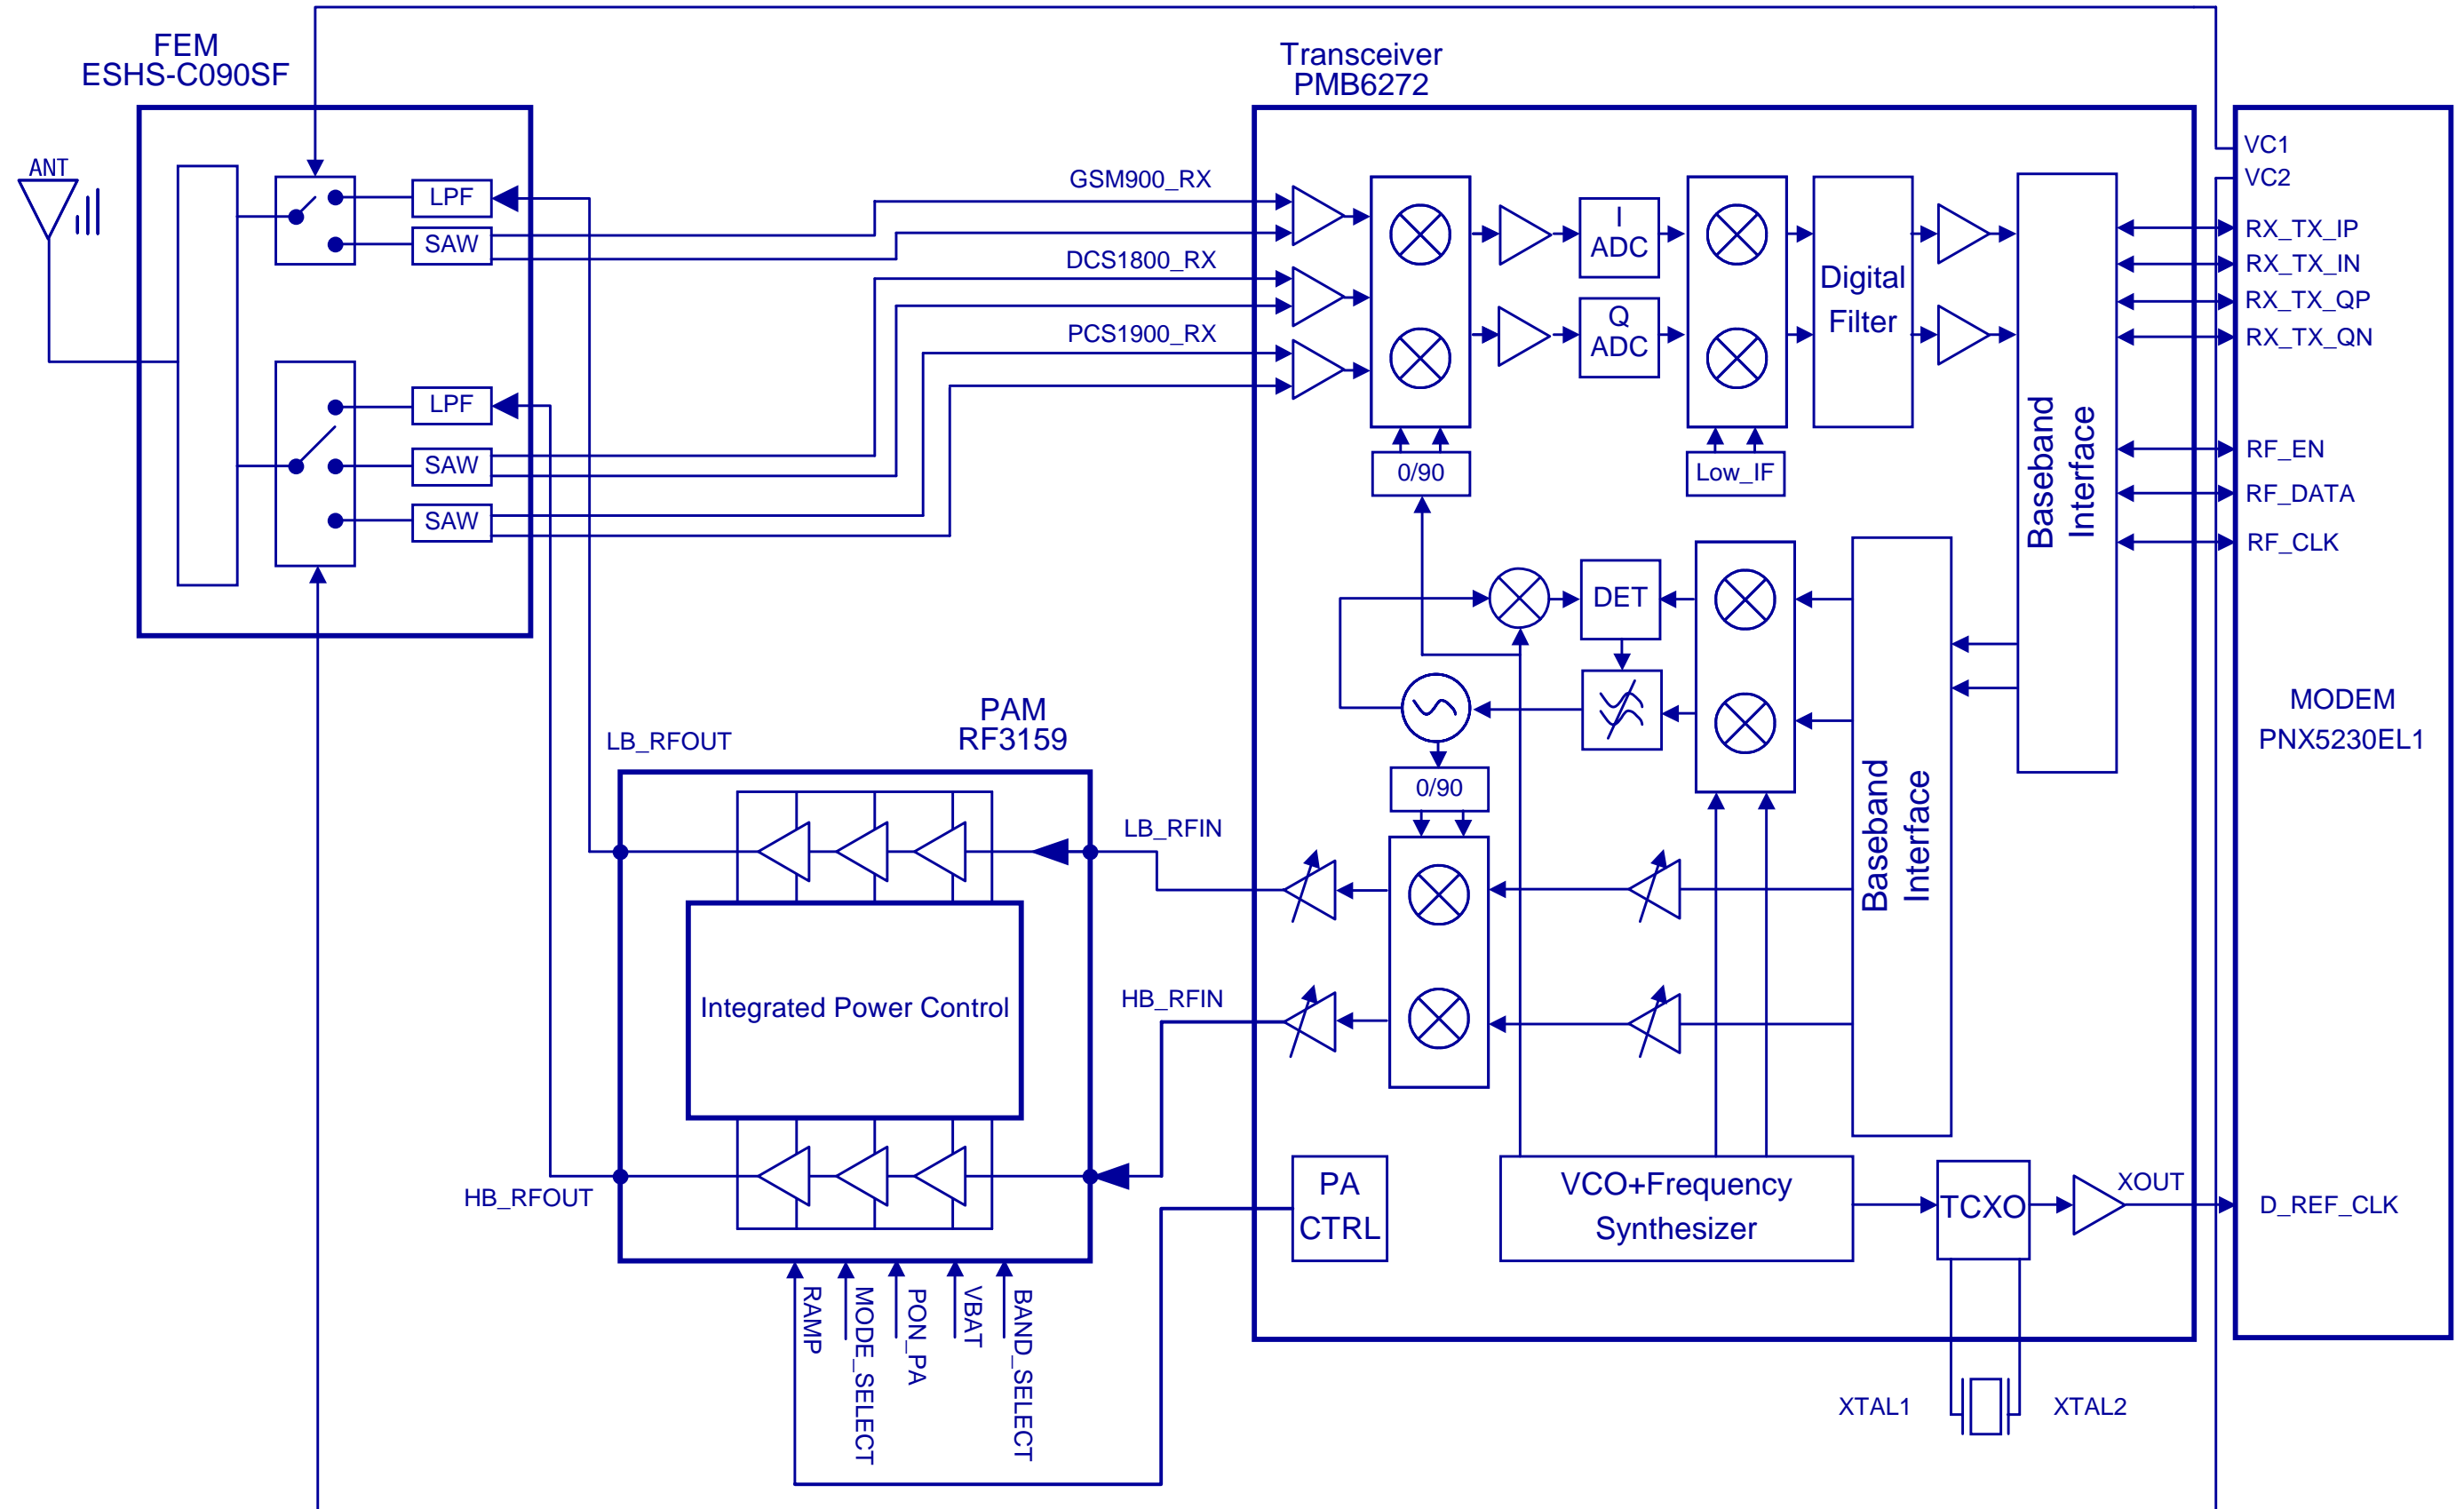 FEM
ESHS-C090SF
Transceiver
PMB6272
ANT
LPF
SAW
LPF
SAW
SAW
GSM900_RX
DCS1800_RX
PCS1900_RX
I
ADC
Q
ADC
Digital
Filter
0/90
Low_IF
Baseband
Interface
VC1
VC2
RX_TX_IP
RX_TX_IN
RX_TX_QP
RX_TX_QN
RF_EN
RF_DATA
RF_CLK
MODEM
PNX5230EL1
DET
0/90
Baseband
Interface
PAM
RF3159
LB_RFOUT
LB_RFIN
Integrated Power Control
HB_RFIN
HB_RFOUT
PA
CTRL
VCO+Frequency
Synthesizer
TCXO
XOUT
D_REF_CLK
RAMP
MODE_SELECT
PON_PA
VBAT
BAND_SELECT
XTAL1
XTAL2